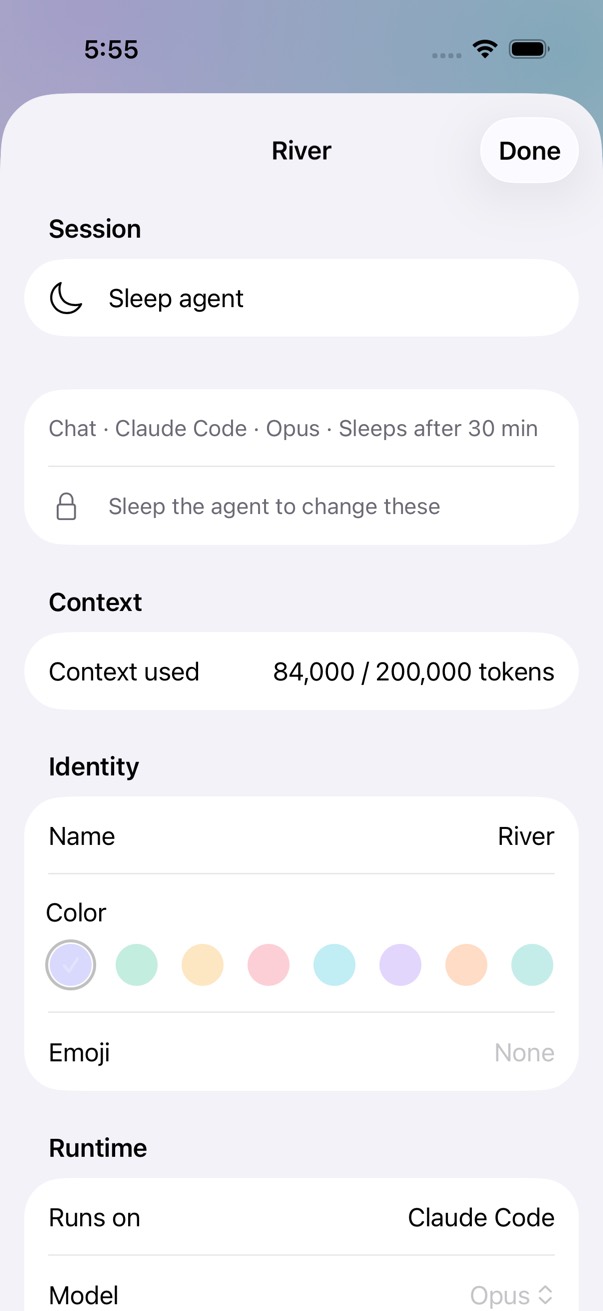 5:55
River
Done
Session
Sleep agent
Chat · Claude Code · Opus · Sleeps after 30 min
Sleep the agent to change these
Context
Context used 84,000 / 200,000 tokens
Identity
Name River
Color
Emoji None
Runtime
Runs on Claude Code
Model Opus